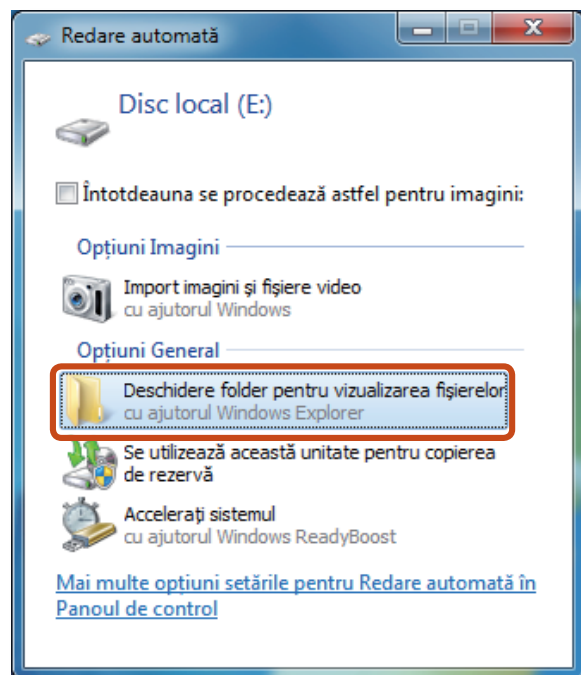 Redare automată
Disc local (E:)
Întotdeauna se procedează astfel pentru imagini:
Opțiuni Imagini
Import imagini și fișiere video
cu ajutorul Windows
Opțiuni General
Deschidere folder pentru vizualizarea fișierelor
cu ajutorul Windows Explorer
Se utilizează această unitate pentru copierea
de rezervă
Accelerați sistemul
cu ajutorul Windows ReadyBoost
Mai multe opțiuni setările pentru Redare automată în
Panoul de control